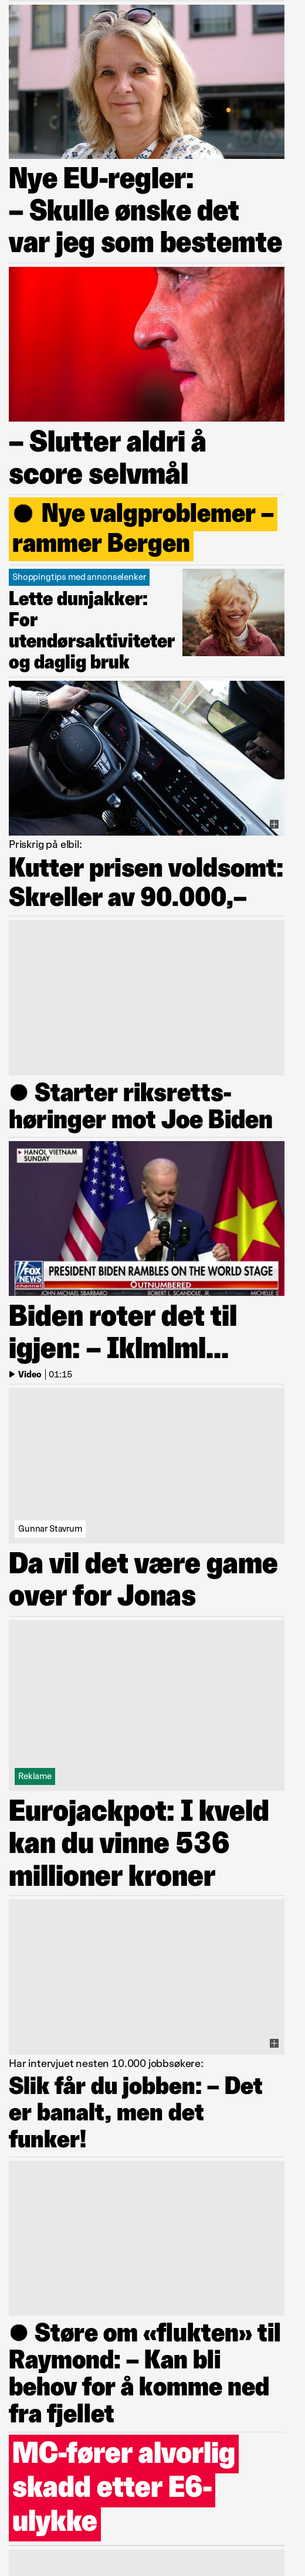 Nye EU-regler:
– Skulle ønske det
var jeg som bestemte
– Slutter aldri å
score selvmål
● Nye valgproblemer –
rammer Bergen
Shoppingtips med annonselenker
Lette dunjakker:
For
utendørsaktiviteter
og daglig bruk
Priskrig på elbil:
Kutter prisen voldsomt:
Skreller av 90.000,–
● Starter riksretts-
høringer mot Joe Biden
HANOI, VIETNAM
SUNDAY
FOX
NEWS
channel
PRESIDENT BIDEN RAMBLES ON THE WORLD STAGE
OUTNUMBERED
JOHN MICHAEL SBARBARO ROBERT L. SCANDOLE, JR. MICHELLE S
Biden roter det til
igjen: – Iklmlml...
Video 01:15
Gunnar Stavrum
Da vil det være game
over for Jonas
Reklame
Eurojackpot: I kveld
kan du vinne 536
millioner kroner
Har intervjuet nesten 10.000 jobbsøkere:
Slik får du jobben: – Det
er banalt, men det
funker!
● Støre om «flukten» til
Raymond: – Kan bli
behov for å komme ned
fra fjellet
MC-fører alvorlig
skadd etter E6-
ulykke